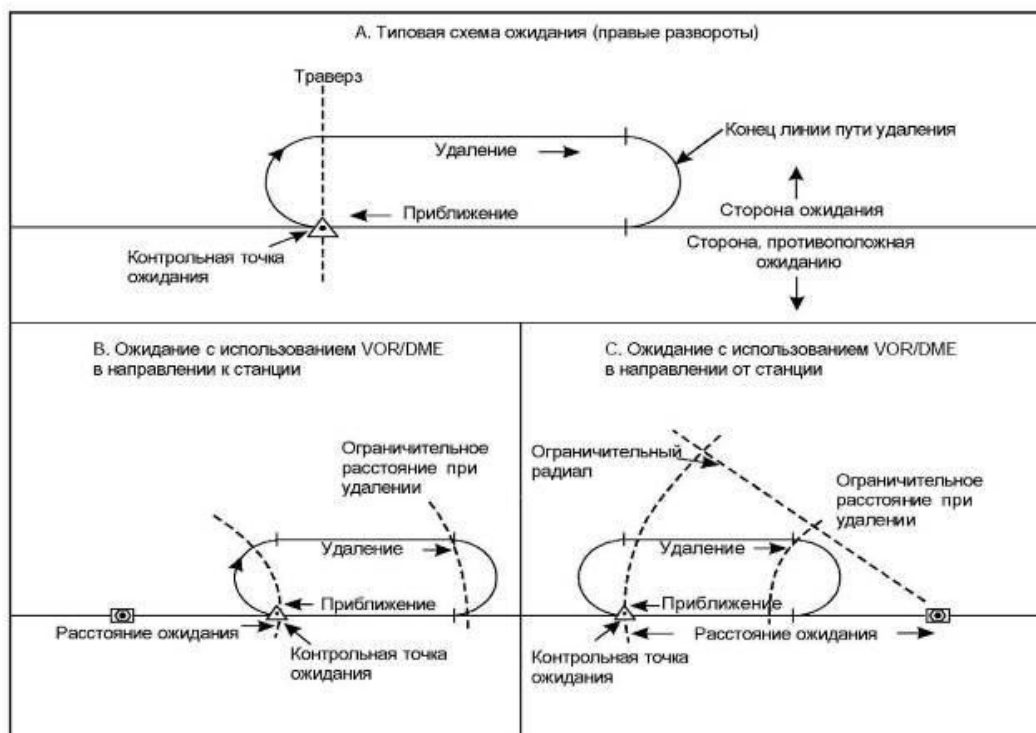 А. Типовая схема ожидания (правые развороты)
Траверз
Удаление
Конец линии пути удаления
Приближение
Сторона ожидания
Контрольная точка
ожидания
Сторона, противоположная
ожиданию
В. Ожидание с использованием VOR/DME
в направлении к станции
Ограничительное
расстояние при
удалении
Удаление
Приближение
Расстояние ожидания
Контрольная точка
ожидания
С. Ожидание с использованием VOR/DME
в направлении от станции
Ограничительный
радиал
Ограничительное
расстояние при
удалении
Удаление
Приближение
Расстояние ожидания
Контрольная точка
ожидания